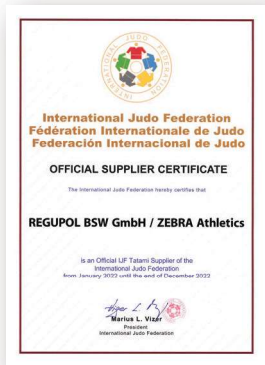 International Judo Federation
Fédération Internationale de Judo
Federación Internacional de Judo
OFFICIAL SUPPLIER CERTIFICATE
The International Judo Federation hereby certifies that
REGUPOL BSW GmbH / ZEBRA Athletics
is an Official IJF Tatami Supplier of the
International Judo Federation
from January 2022 until the end of December 2022
Marius L. Vizer
President
International Judo Federation